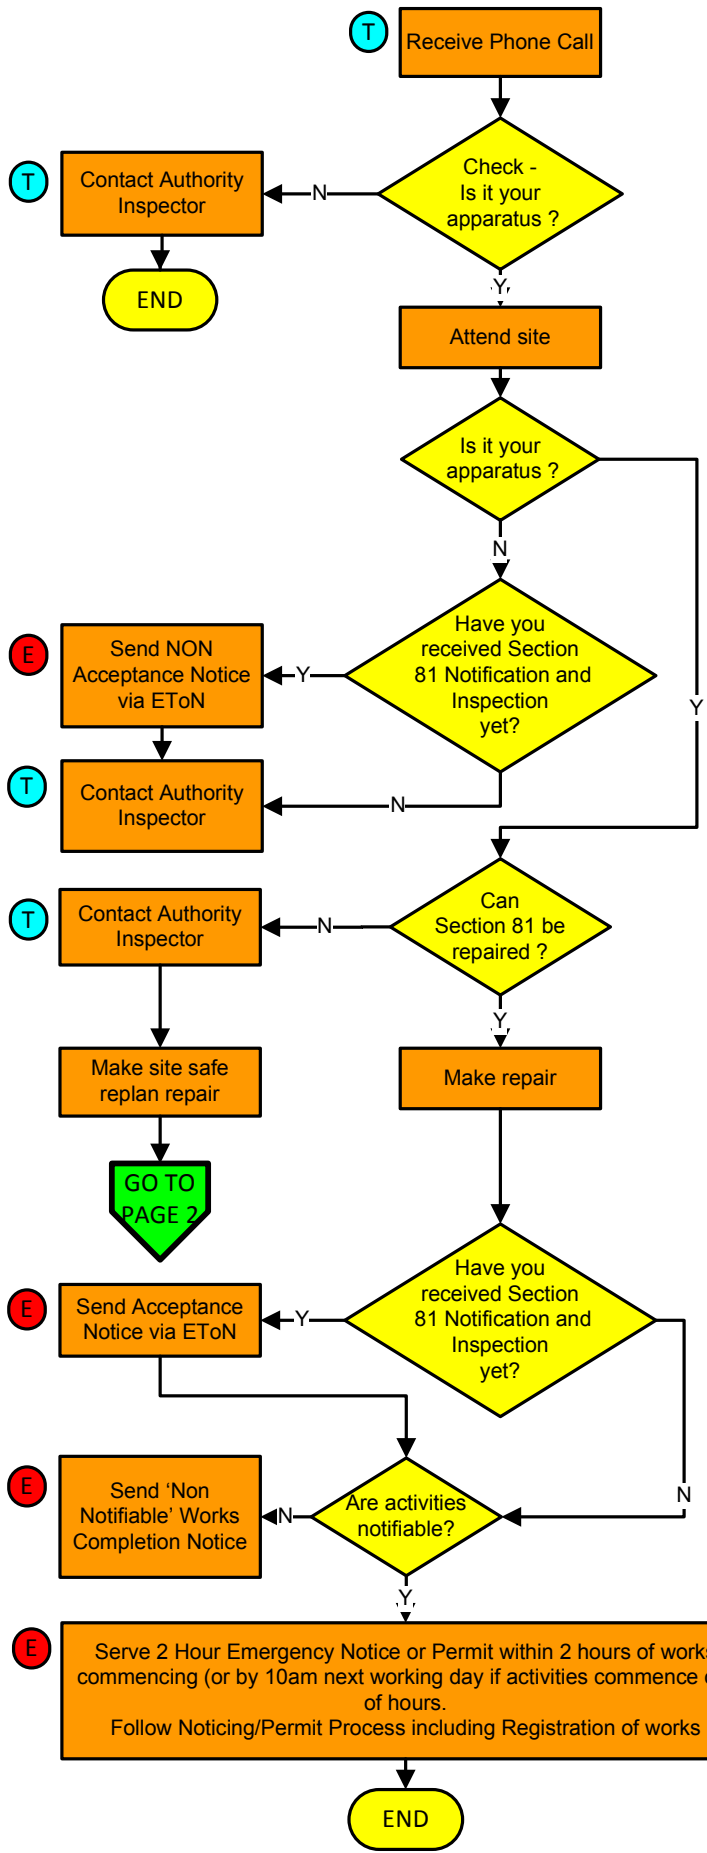 T
Receive Phone Call
Check -
Is it your
apparatus ?
N
T
Contact Authority
Inspector
END
Y
Attend site
Is it your
apparatus ?
N
Y
Have you
received Section
81 Notification and
Inspection
yet?
Y
E
Send NON
Acceptance Notice
via EToN
N
T
Contact Authority
Inspector
Can
Section 81 be
repaired ?
N
T
Contact Authority
Inspector
Y
Make site safe
replan repair
Make repair
GO TO
PAGE 2
Have you
received Section
81 Notification and
Inspection
yet?
Y
E
Send Acceptance
Notice via EToN
N
Are activities
notifiable?
N
E
Send ‘Non
Notifiable’ Works
Completion Notice
Y
E
Serve 2 Hour Emergency Notice or Permit within 2 hours of works
commencing (or by 10am next working day if activities commence
of hours.
Follow Noticing/Permit Process including Registration of works
END